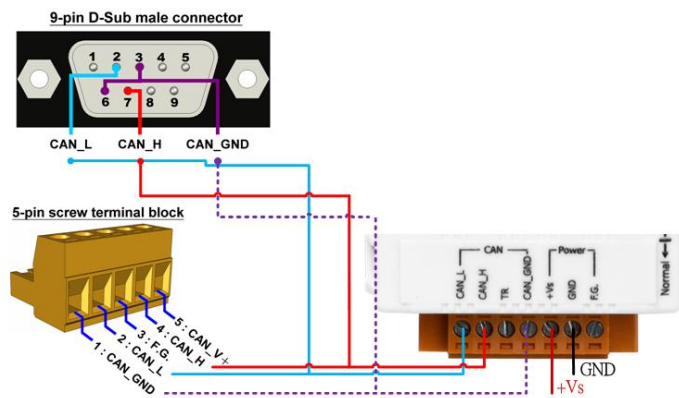 9-pin D-Sub male connector
1 2 3 4 5
6 7 8 9
CAN_L CAN_H CAN_GND
5-pin screw terminal block
5 : CAN_V+
4 : CAN_H
3 : F.G.
2 : CAN_L
1 : CAN_GND
CAN Power
CAN_L CAN_H TR CAN_GND +Vs GND F.G.
Normal
GND
+Vs